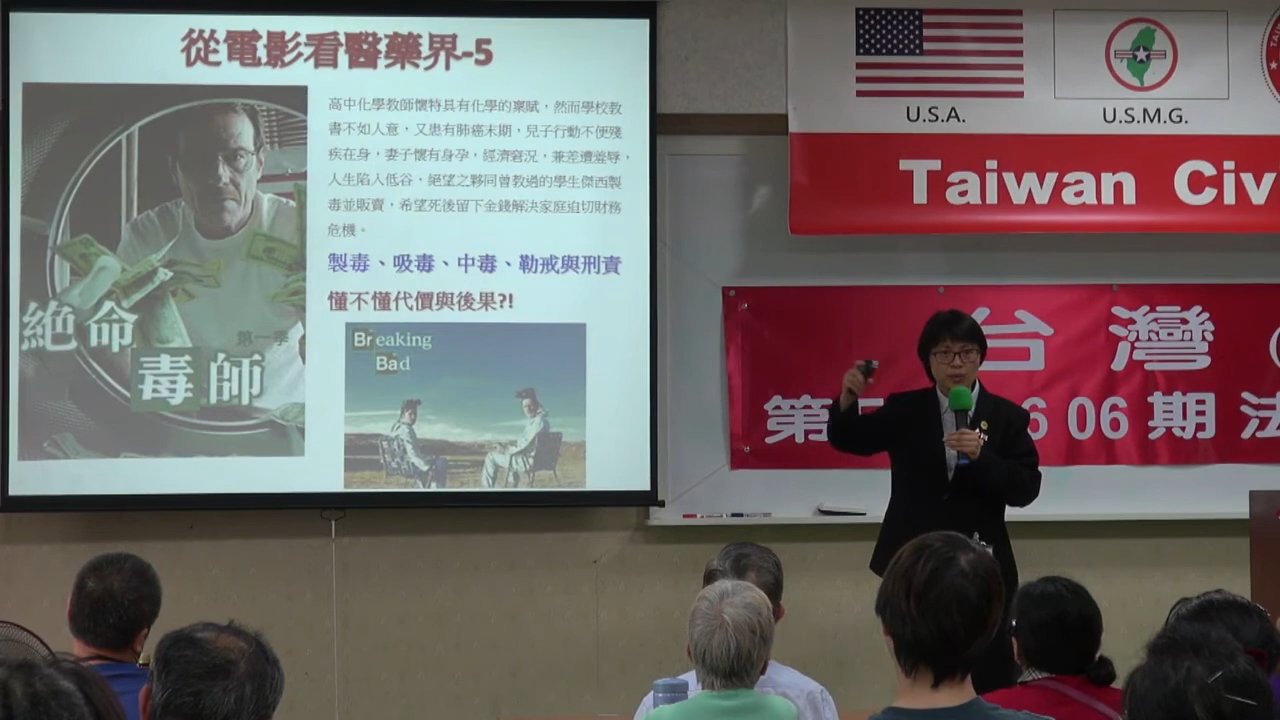 從電影看醫藥界-5
高中化學教師懷特具有化學的稟賦，然而學校教
書不如人意，又患有肺癌末期，兒子行動不便殘
疾在身，妻子懷有身孕，經濟窘況，兼差遭羞辱，
人生陷入低谷，絕望之夥同曾教過的學生傑西製
毒並販賣，希望死後留下金錢解決家庭迫切財務
危機。
製毒、吸毒、中毒、勒戒與刑責
懂不懂代價與後果?!
絕命
第一季
毒師
Breaking
Bad
U.S.A.
U.S.M.G.
Taiwan Civ
台灣
第
6 06期法